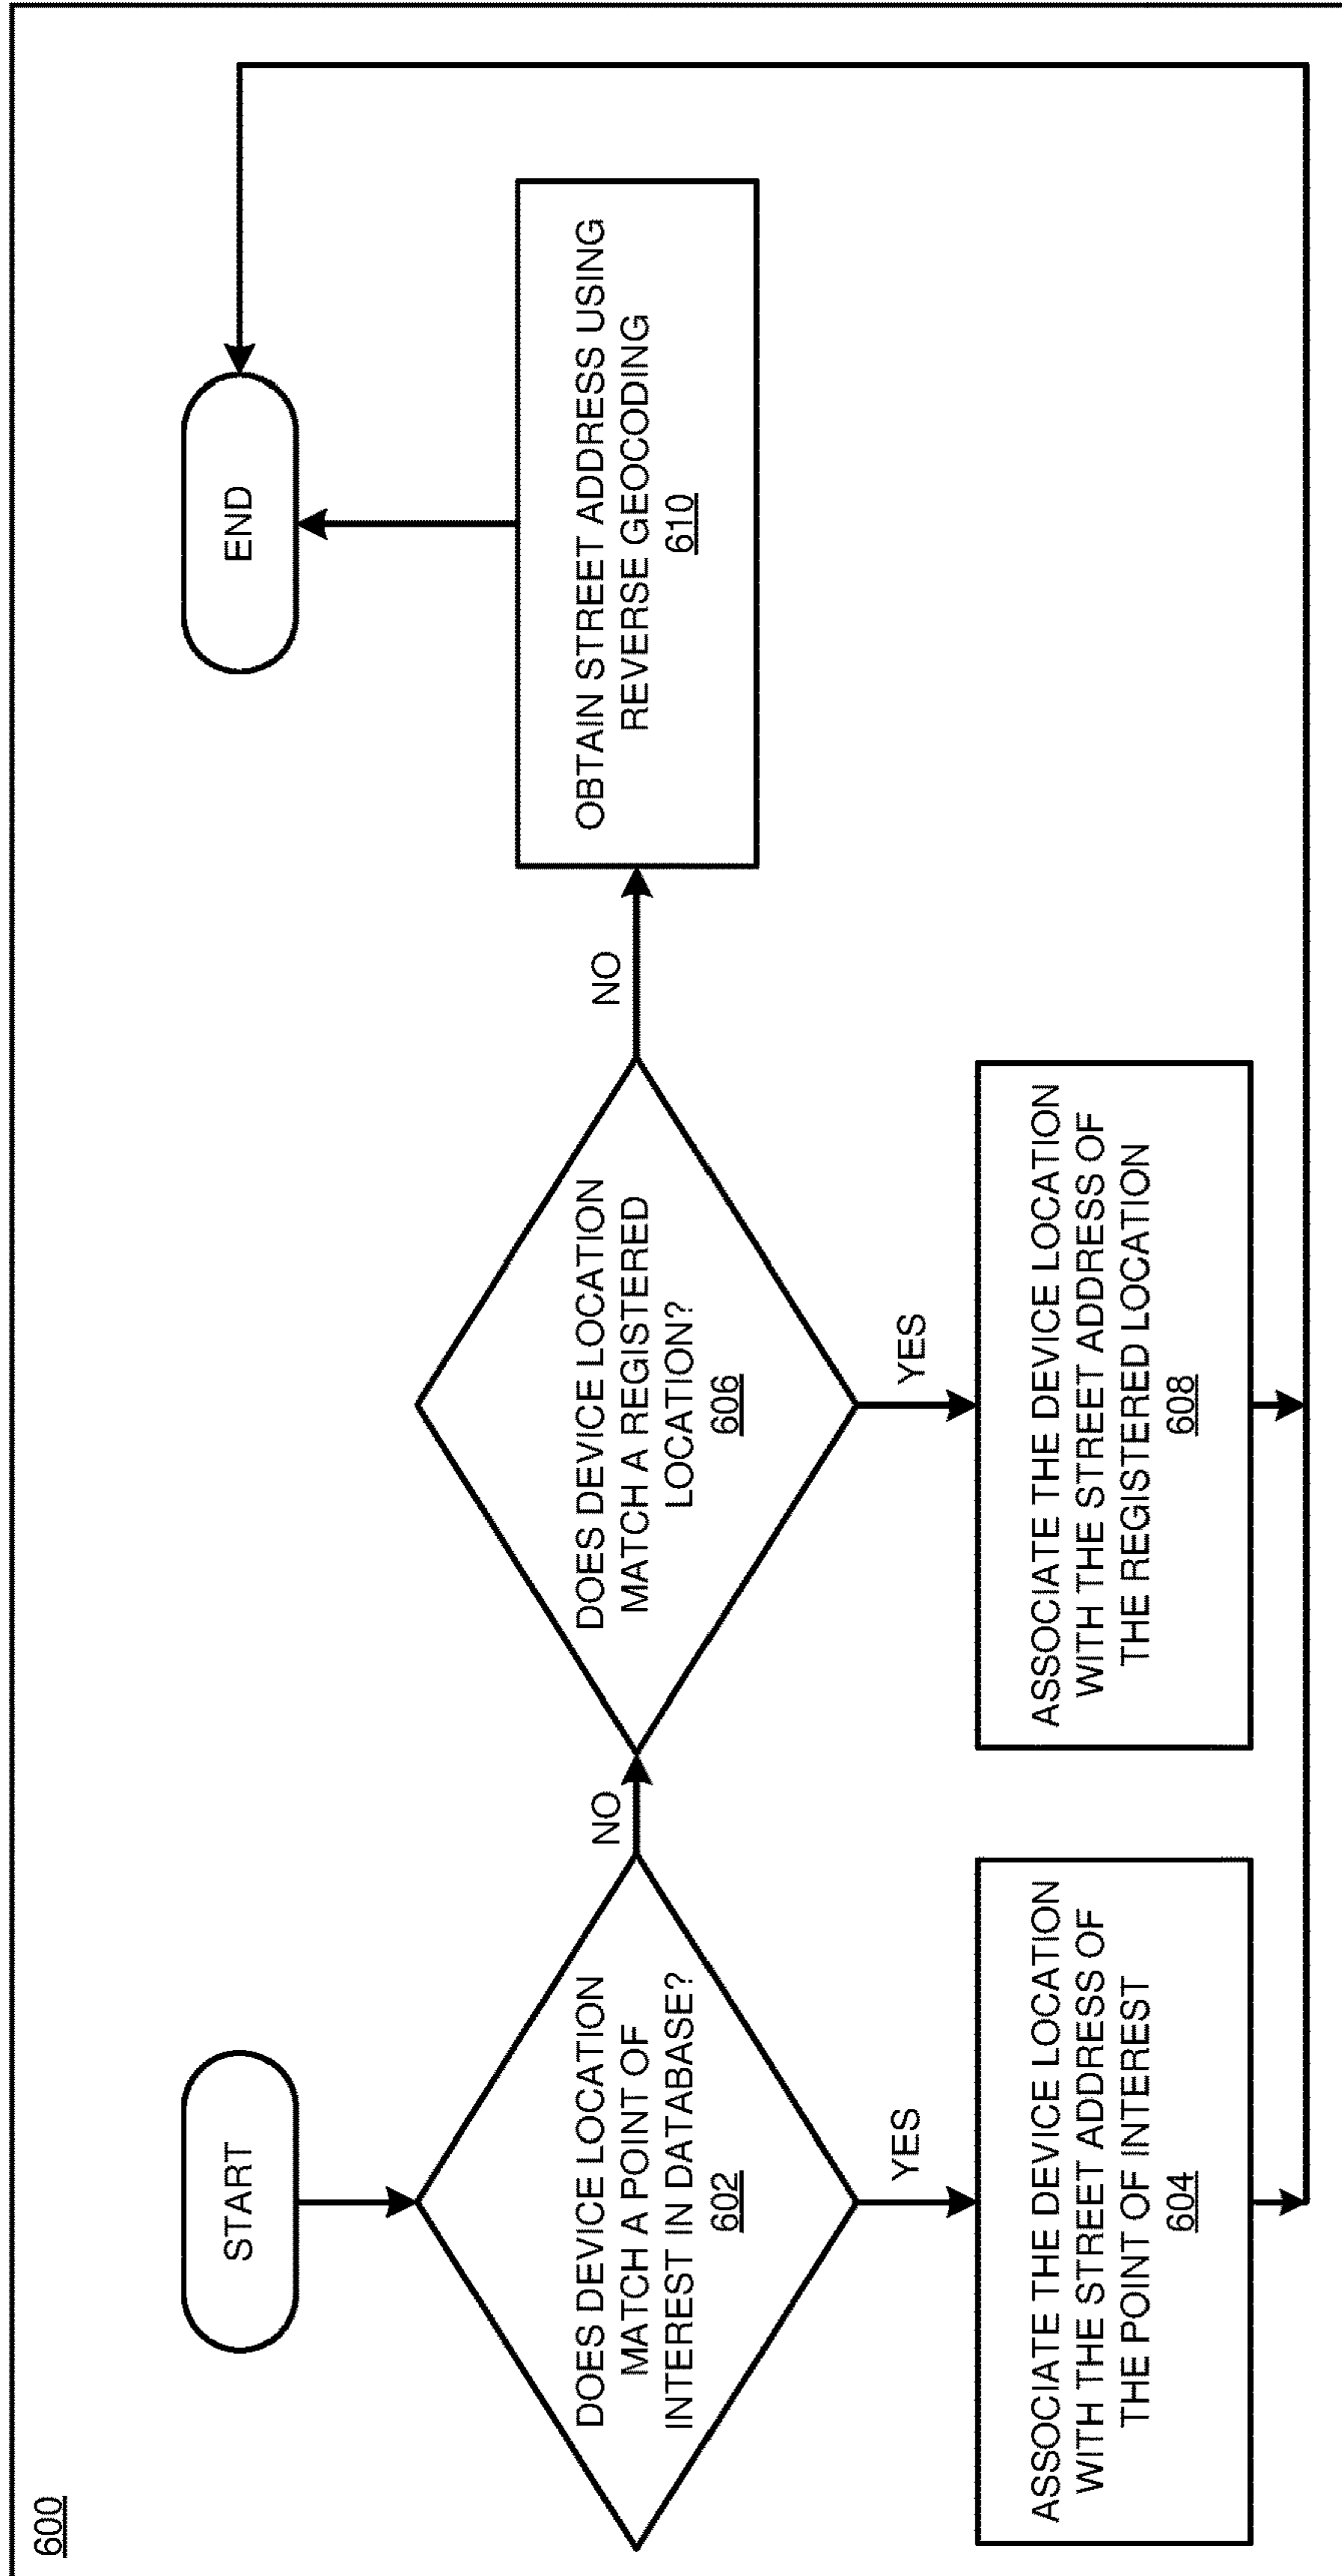 600
START
DOES DEVICE LOCATION
MATCH A POINT OF
INTEREST IN DATABASE?
602
YES
ASSOCIATE THE DEVICE LOCATION
WITH THE STREET ADDRESS OF
THE POINT OF INTEREST
604
NO
DOES DEVICE LOCATION
MATCH A REGISTERED
LOCATION?
606
YES
ASSOCIATE THE DEVICE LOCATION
WITH THE STREET ADDRESS OF
THE REGISTERED LOCATION
608
NO
OBTAIN STREET ADDRESS USING
REVERSE GEOCODING
610
END